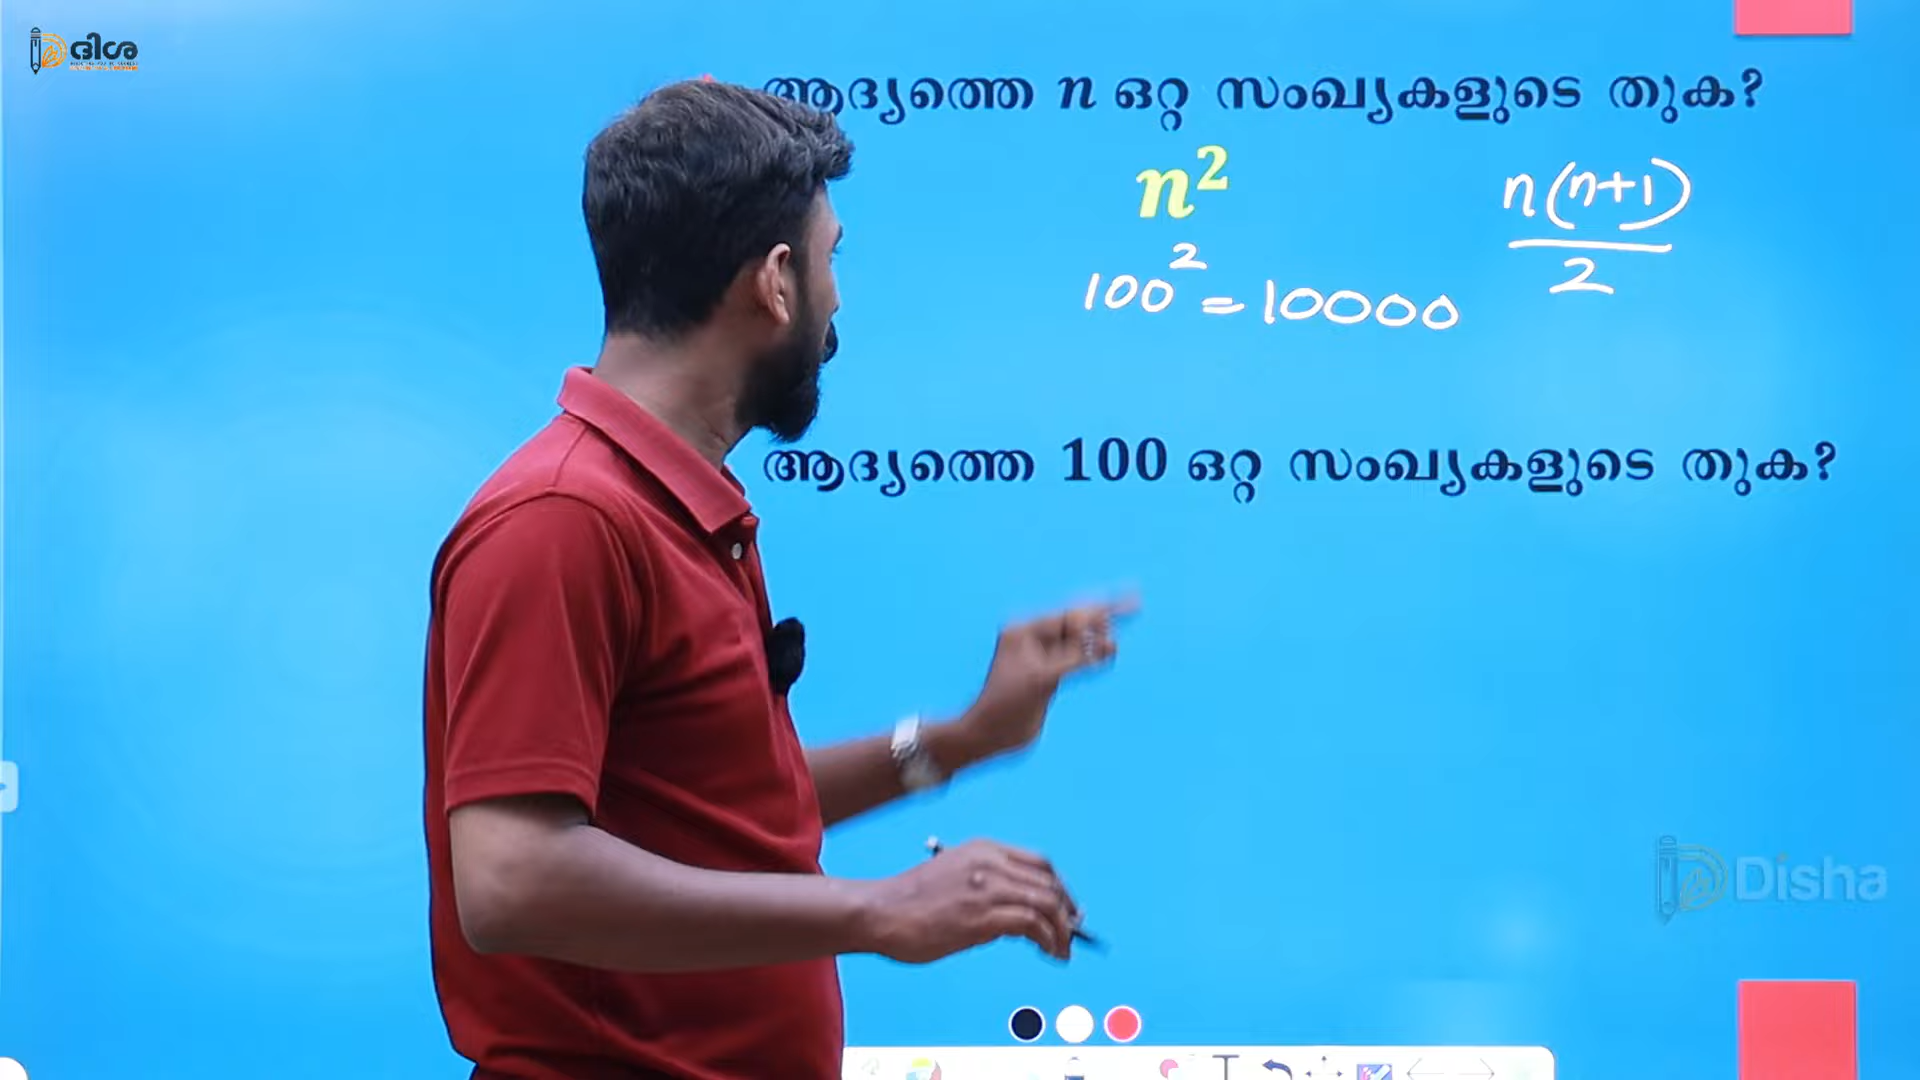 ദിശ
ആദ്യത്തെ n ഒറ്റ സംഖ്യകളുടെ തുക?
n²
n(n+1)
2
100² = 10000
ആദ്യത്തെ 100 ഒറ്റ സംഖ്യകളുടെ തുക?
Disha